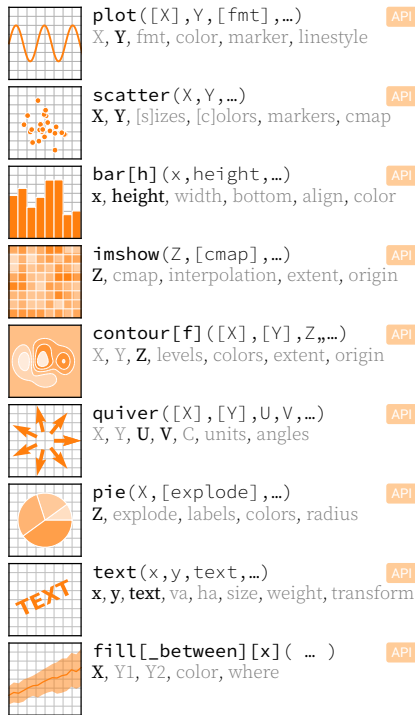 plot([X],Y,[fmt],…) API
X, Y, fmt, color, marker, linestyle
scatter(X,Y,…) API
X, Y, [s]izes, [c]olors, markers, cmap
bar[h](x,height,…) API
x, height, width, bottom, align, color
imshow(Z,[cmap],…) API
Z, cmap, interpolation, extent, origin
contour[f]([X],[Y],Z,,…) API
X, Y, Z, levels, colors, extent, origin
quiver([X],[Y],U,V,…) API
X, Y, U, V, C, units, angles
pie(X,[explode],…) API
Z, explode, labels, colors, radius
TEXT
text(x,y,text,…) API
x, y, text, va, ha, size, weight, transform
fill[_between][x]( … ) API
X, Y1, Y2, color, where